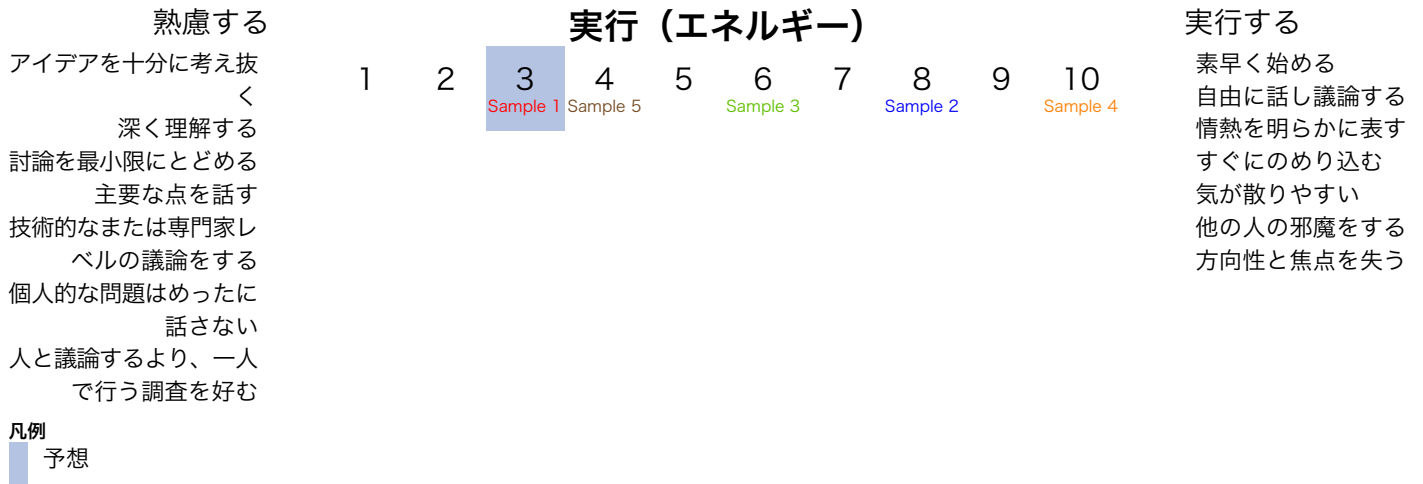 熟慮する
アイデアを十分に考え抜
く
深く理解する
討論を最小限にとどめる
主要な点を話す
技術的なまたは専門家レ
ベルの議論をする
個人的な問題はめったに
話さない
人と議論するより、一人
で行う調査を好む
実行（エネルギー）
1 2 3 4 5 6 7 8 9 10
Sample 1 Sample 5 Sample 3 Sample 2 Sample 4
実行する
素早く始める
自由に話し議論する
情熱を明らかに表す
すぐにのめり込む
気が散りやすい
他の人の邪魔をする
方向性と焦点を失う
凡例
予想